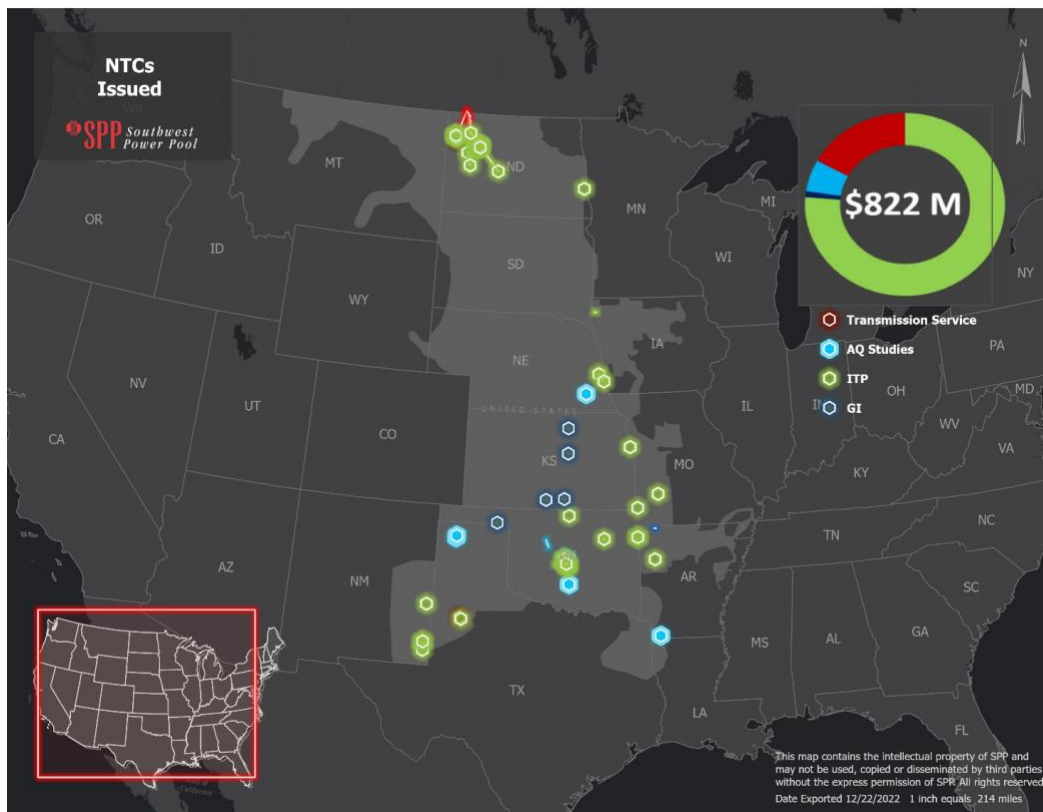 NTCs
Issued
SPP Southwest
Power Pool
N
WA
MT
ND
MN
OR
ID
SD
WI
MI
NY
WY
$822 M
Transmission Service
AQ Studies
ITP
GI
NE
IA
PA
NV
UT
UNITED STATES
IL
IN
OH
MD
CA
CO
KS
MO
WV
VA
KY
AZ
NM
TN
NC
AR
SC
MS
AL
GA
TX
LA
FL
Gulf of
California
This map contains the intellectual property of SPP and
may not be used, copied or disseminated by third parties
without the express permission of SPP. All rights reserved
Date Exported 12/22/2022 1 inch equals 214 miles